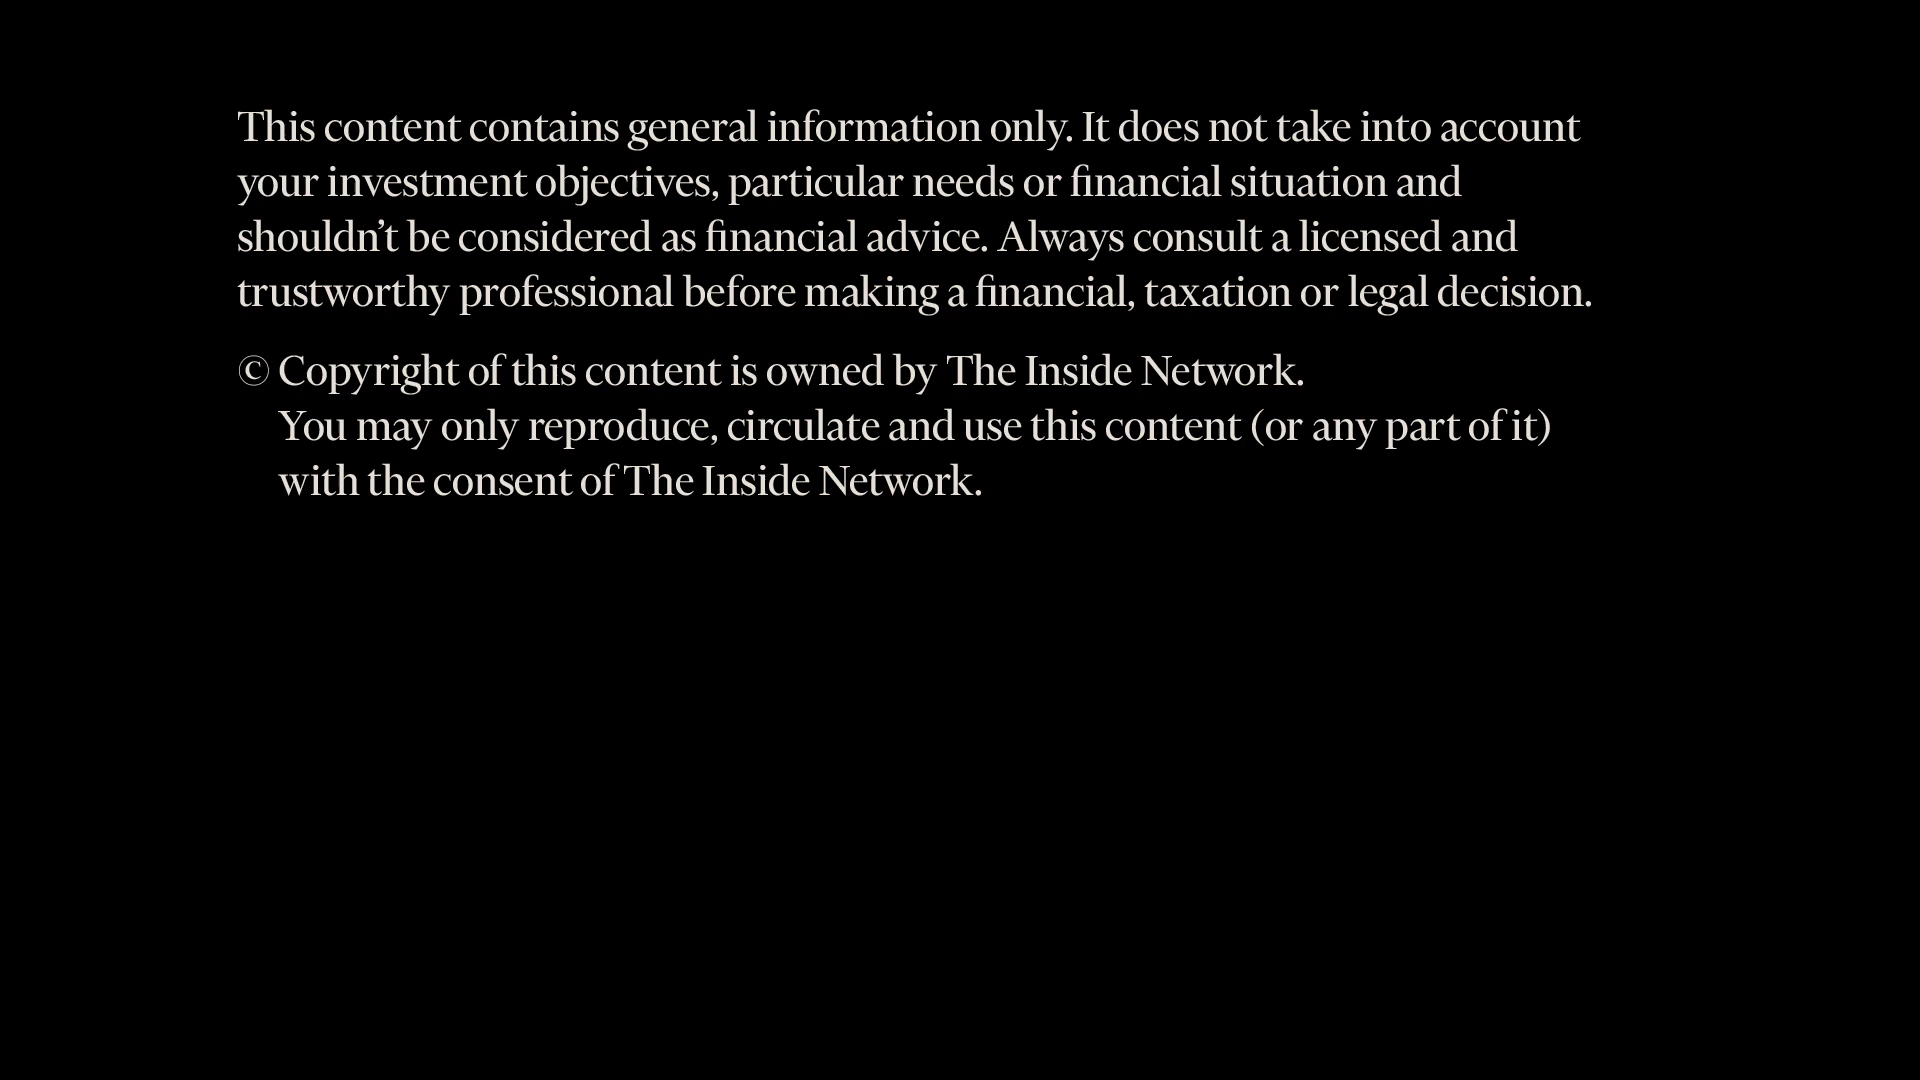 This content contains general information only. It does not take into account
your investment objectives, particular needs or financial situation and
shouldn’t be considered as financial advice. Always consult a licensed and
trustworthy professional before making a financial, taxation or legal decision.
© Copyright of this content is owned by The Inside Network.
You may only reproduce, circulate and use this content (or any part of it)
with the consent of The Inside Network.